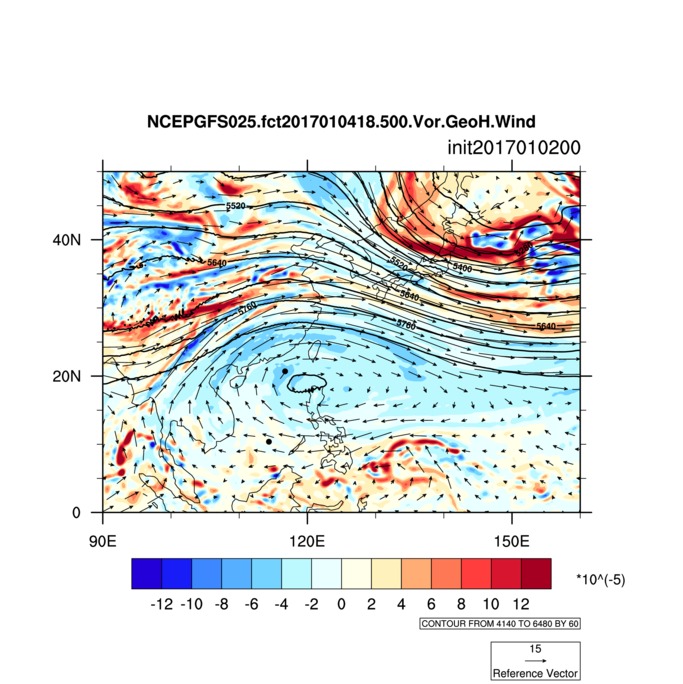 NCEPGFS025.fct2017010418.500.Vor.GeoH.Wind
init2017010200
5520
40N
5640
5520
5400
5640
5760
5760
5640
20N
0
90E 120E 150E
-12 -10 -8 -6 -4 -2 0 2 4 6 8 10 12
*10^(-5)
CONTOUR FROM 4140 TO 6480 BY 60
15
Reference Vector